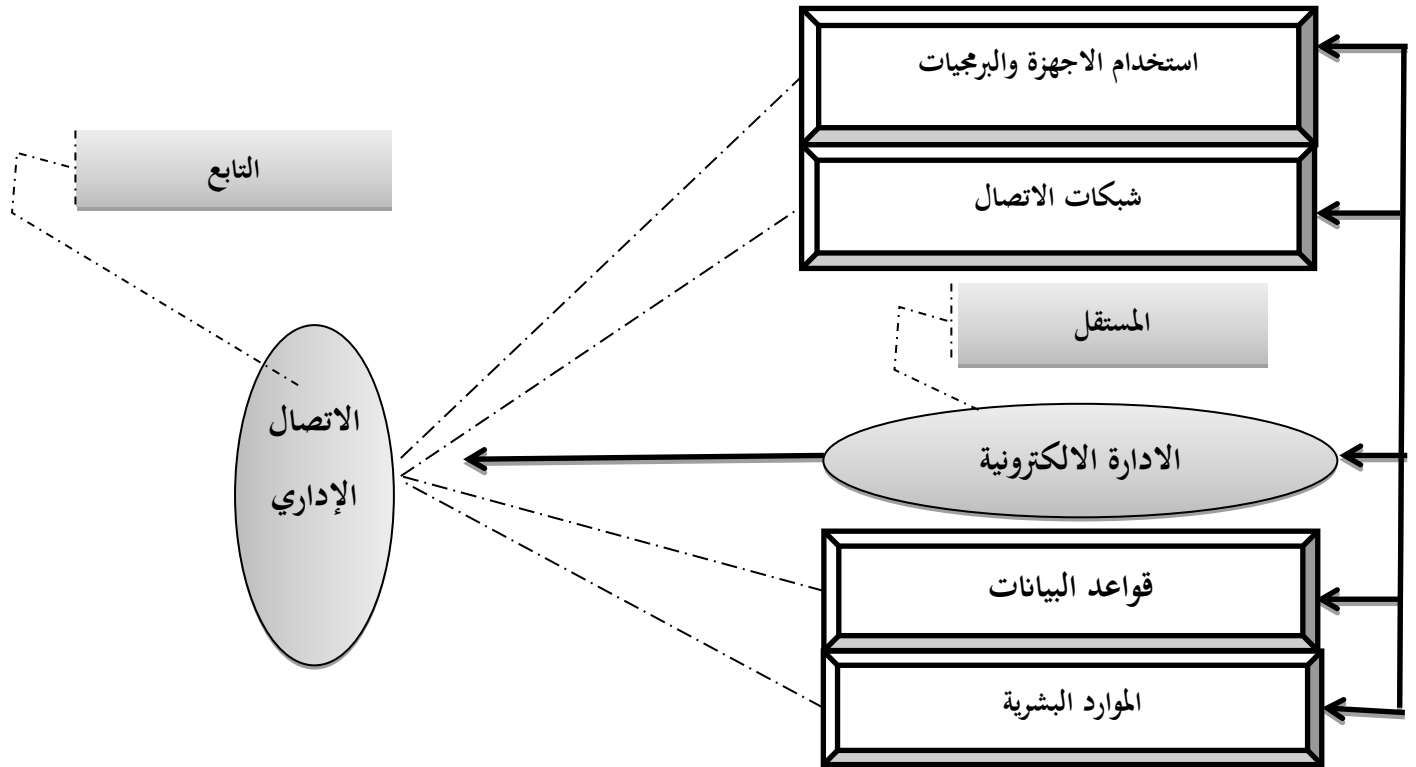 استخدام الاجهزة والبرمجيات
التابع
شبكات الاتصال
المستقل
الاتصال
الإداري
الادارة الالكترونية
قواعد البيانات
الموارد البشرية